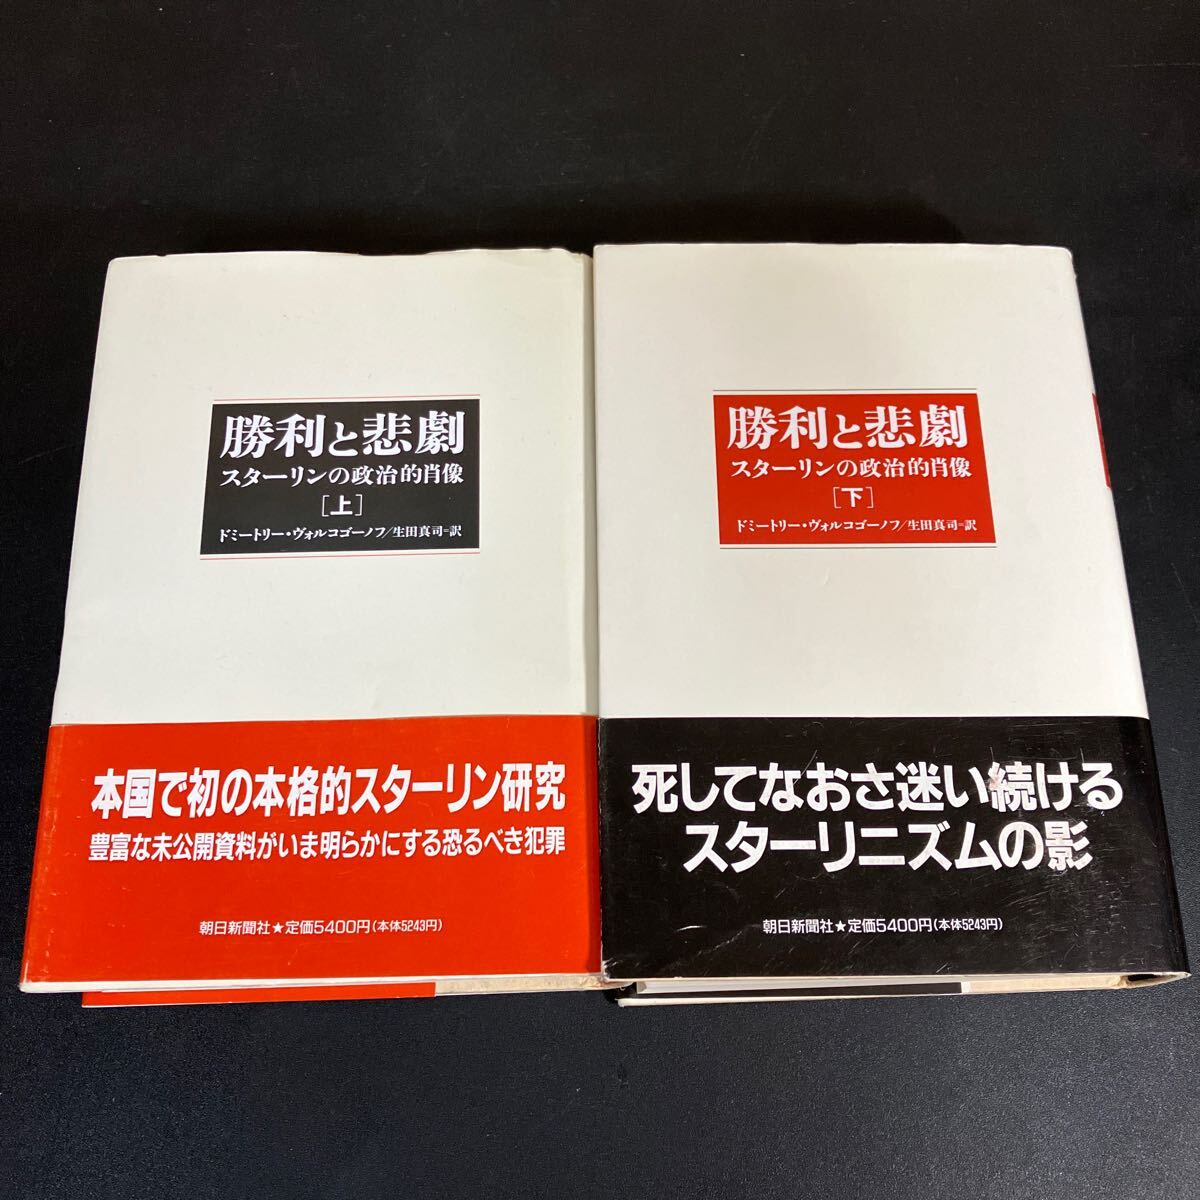 勝利と悲劇
スターリンの政治的肖像
[上]
ドミートリー・ヴォルコゴーノフ/生田真司=訳
本国で初の本格的スターリン研究
豊富な未公開資料がいま明らかにする恐るべき犯罪
朝日新聞社★定価5400円(本体5243円)
勝利と悲劇
スターリンの政治的肖像
[下]
ドミートリー・ヴォルコゴーノフ/生田真司=訳
死してなおさ迷い続ける
スターリニズムの影
朝日新聞社★定価5400円(本体5243円)